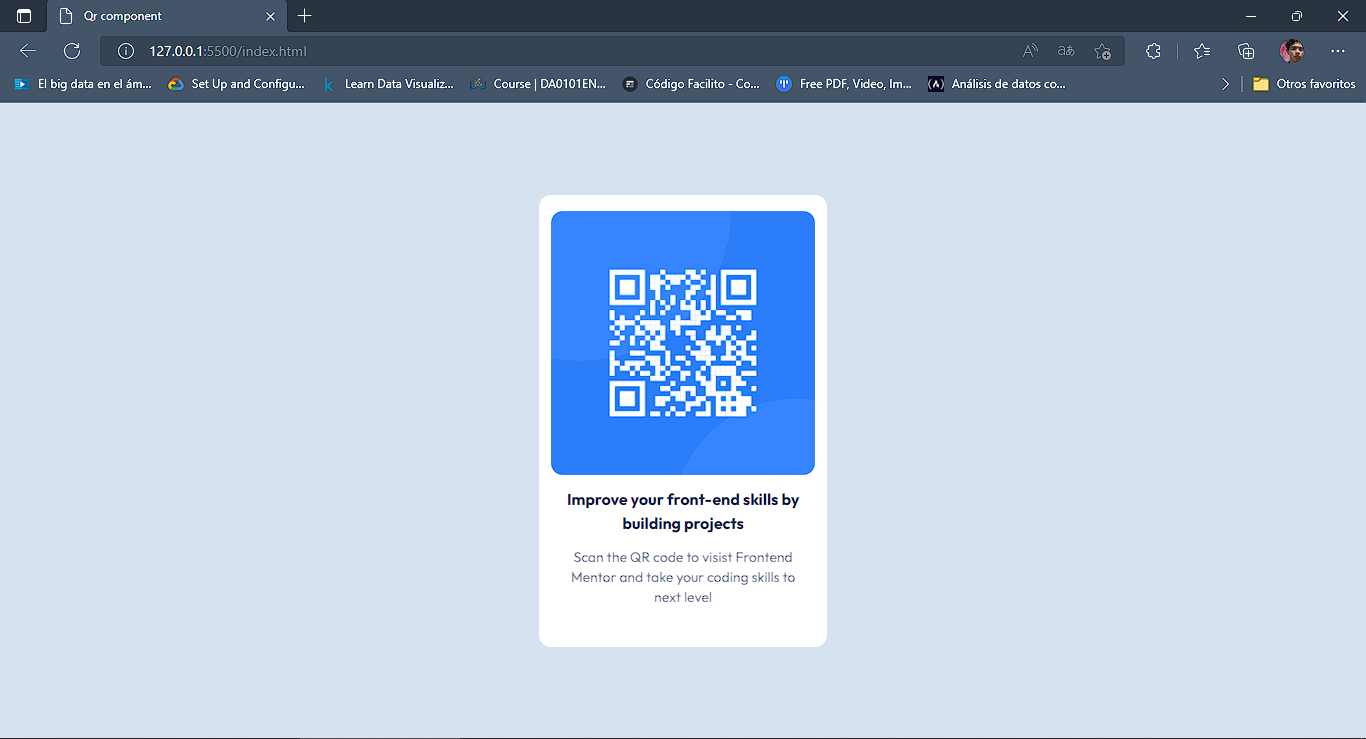 Qr component
127.0.0.1:5500/index.html
El big data en el ám... Set Up and Configu... Learn Data Visualiz... Course | DA0101EN... Código Facilito - Co... Free PDF, Video, Im... Análisis de datos co... Otros favoritos
Improve your front-end skills by
building projects
Scan the QR code to visist Frontend
Mentor and take your coding skills to
next level